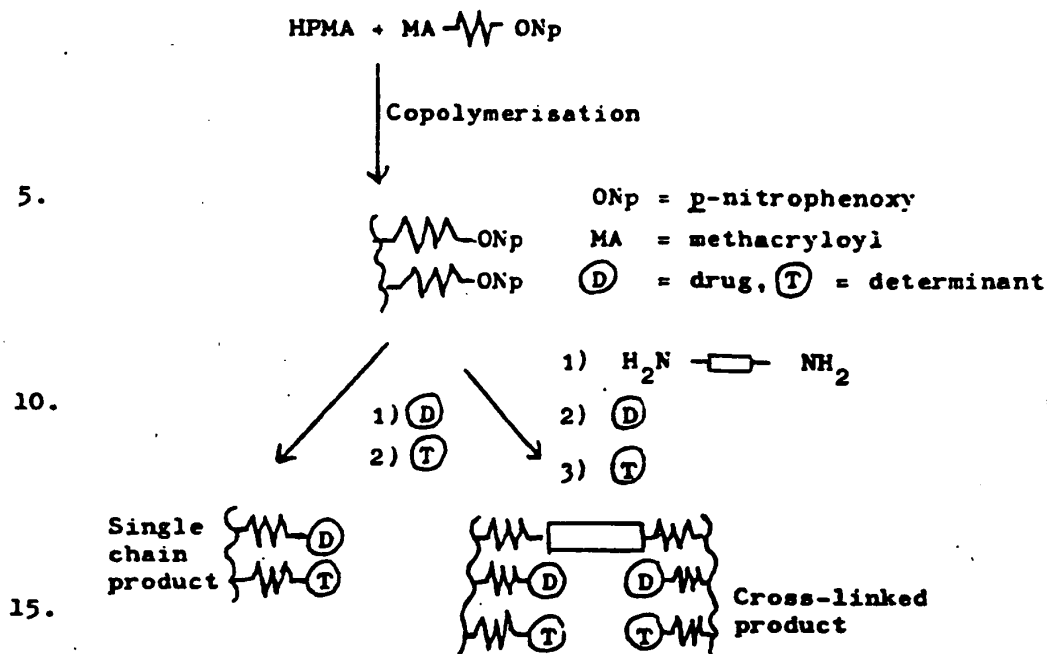 HPMA + MA ONp
Copolymerisation
5.
ONp = p-nitrophenoxy
ONp
MA = methacryloyl
ONp
D = drug, T = determinant
1) H2N NH2
10.
1) D
2) D
2) T
3) T
Single
chain
product
D
T
D D
T T
Cross-linked
product
15.